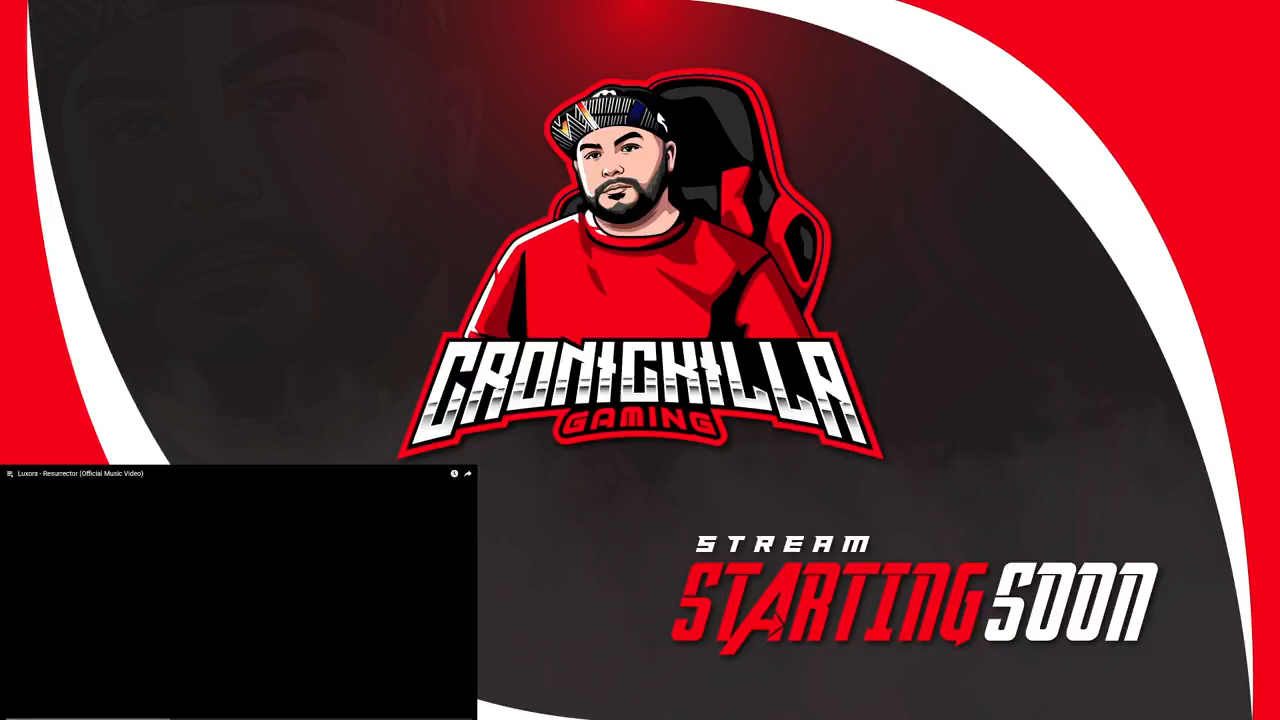 CRONICKILLA
GAMING
Luxora - Resurrector (Official Music Video)
STREAM
STARTING SOON